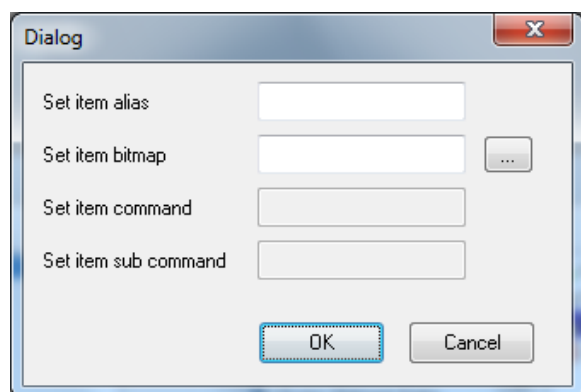 Dialog
Set item alias
Set item bitmap
...
Set item command
Set item sub command
OK
Cancel